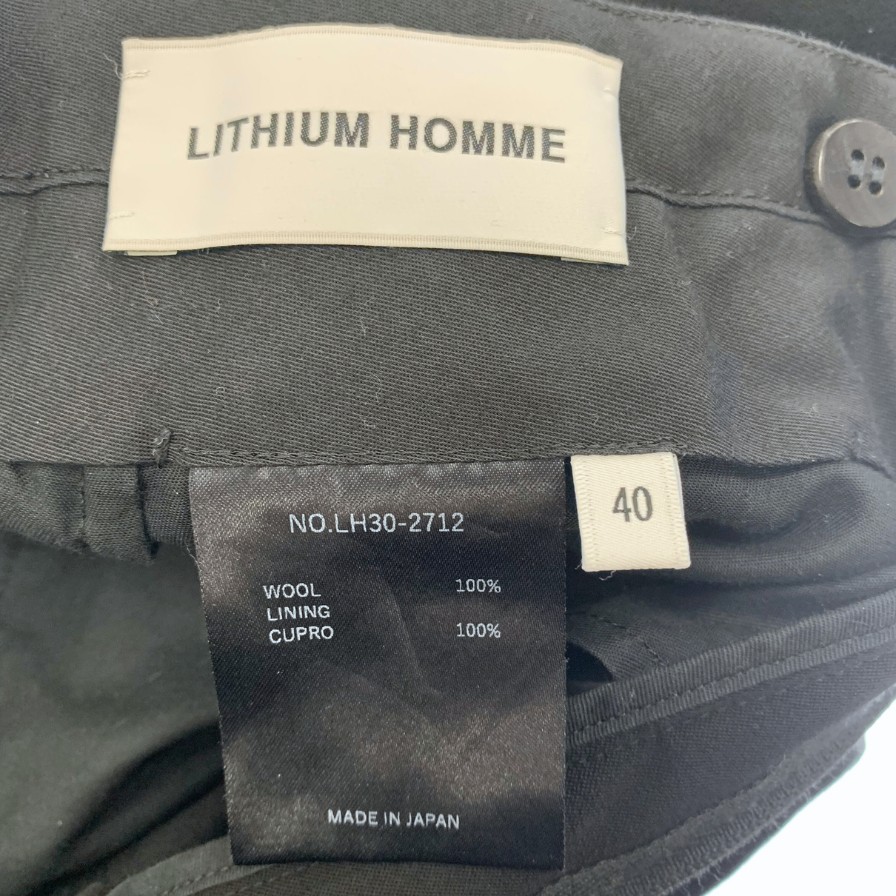 LITHIUM HOMME
40
NO.LH30-2712
WOOL 100%
LINING
CUPRO 100%
MADE IN JAPAN